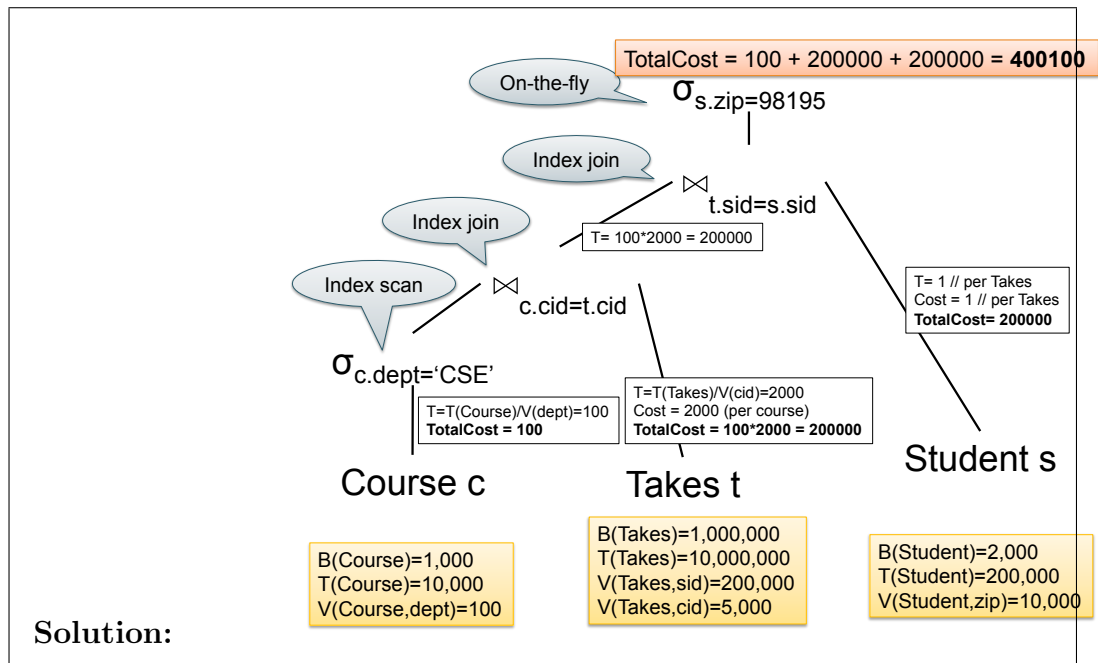 TotalCost = 100 + 200000 + 200000 = 400100
On-the-fly
σ s.zip=98195
Index join
⋈ t.sid=s.sid
Index join
T= 100*2000 = 200000
Index scan
⋈ c.cid=t.cid
T= 1 // per Takes
Cost = 1 // per Takes
TotalCost= 200000
σ c.dept=‘CSE’
T=T(Course)/V(dept)=100
TotalCost = 100
T=T(Takes)/V(cid)=2000
Cost = 2000 (per course)
TotalCost = 100*2000 = 200000
Course c
Takes t
Student s
B(Course)=1,000
T(Course)=10,000
V(Course,dept)=100
B(Takes)=1,000,000
T(Takes)=10,000,000
V(Takes,sid)=200,000
V(Takes,cid)=5,000
B(Student)=2,000
T(Student)=200,000
V(Student,zip)=10,000
Solution: